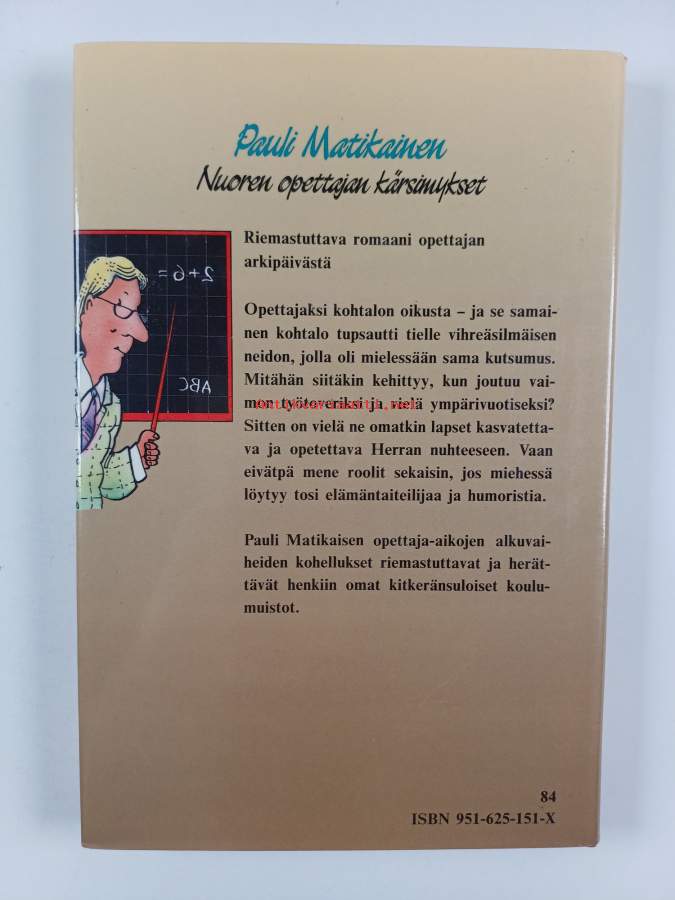 Pauli Matikainen
Nuoren opettajan kärsimykset
2+6=
ABC
Riemastuttava romaani opettajan
arkipäivästä
Opettajaksi kohtalon oikusta – ja se samai-
nen kohtalo tupsautti tielle vihreäsilmäisen
neidon, jolla oli mielessään sama kutsumus.
Mitähän siitäkin kehittyy, kun joutuu vai-
mon työtoveriksi ja vielä ympärivuotiseksi?
Sitten on vielä ne omatkin lapset kasvatetta-
va ja opetettava Herran nuhteeseen. Vaan
eivätpä mene roolit sekaisin, jos miehessä
löytyy tosi elämäntaiteilijaa ja humoristia.
Pauli Matikaisen opettaja-aikojen alkuvai-
heiden kohellukset riemastuttavat ja herät-
tävät henkiin omat kitkeränsuloiset koulu-
muistot.
84
ISBN 951-625-151-X